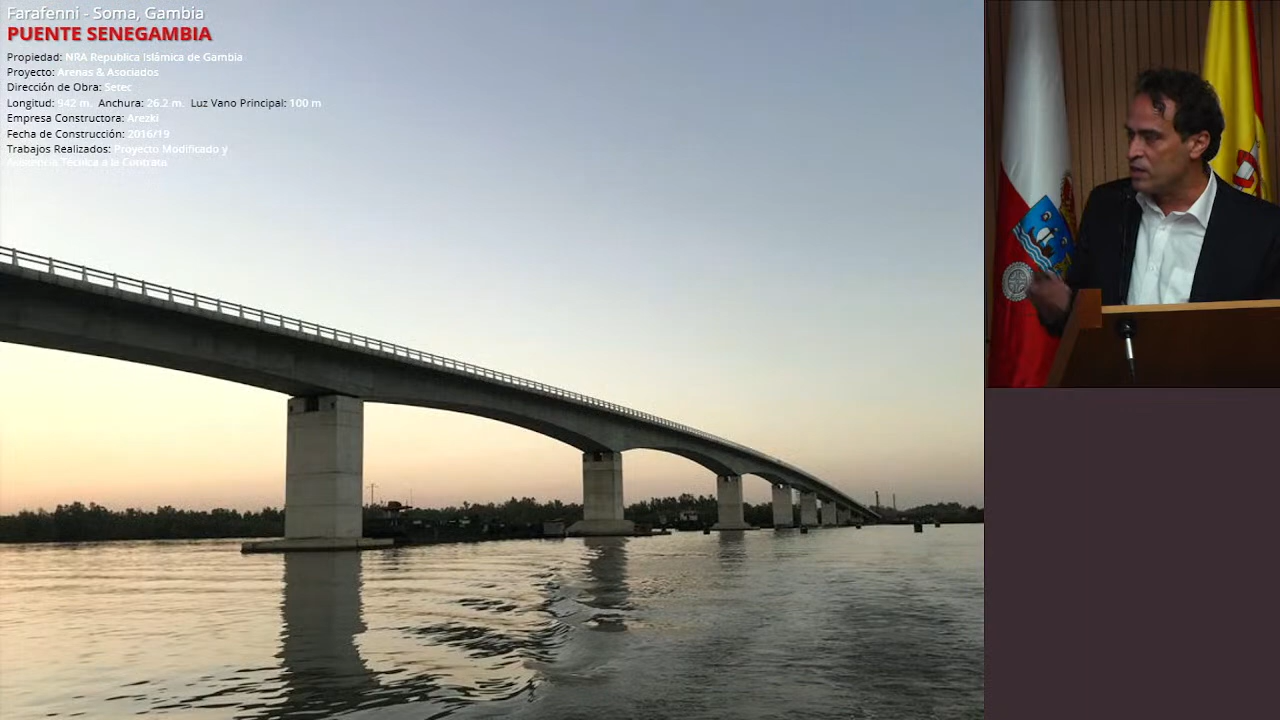 Farafenni - Soma, Gambia
PUENTE SENEGAMBIA
Propiedad: NRA Republica Islámica de Gambia
Proyecto: Arenas & Asociados
Dirección de Obra: Setec
Longitud: 942 m. Anchura: 26.2 m. Luz Vano Principal: 100 m
Empresa Constructora: Arezki
Fecha de Construcción: 2016/19
Trabajos Realizados: Proyecto Modificado y
Asistencia Técnica a la Contrata